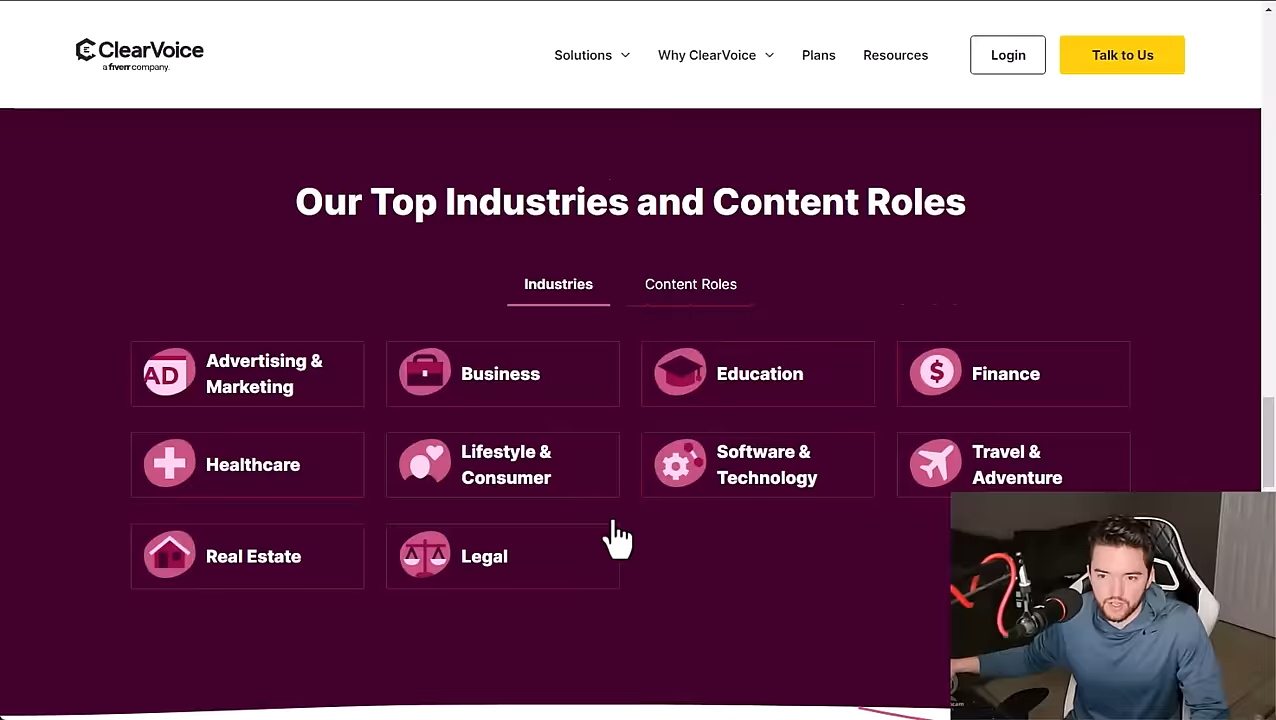 ClearVoice
a fiverr company.
Solutions
Why ClearVoice
Plans
Resources
Login
Talk to Us
Our Top Industries and Content Roles
Industries
Content Roles
AD
Advertising &
Marketing
Business
Education
$
Finance
Healthcare
Lifestyle &
Consumer
Software &
Technology
Travel &
Adventure
Real Estate
Legal